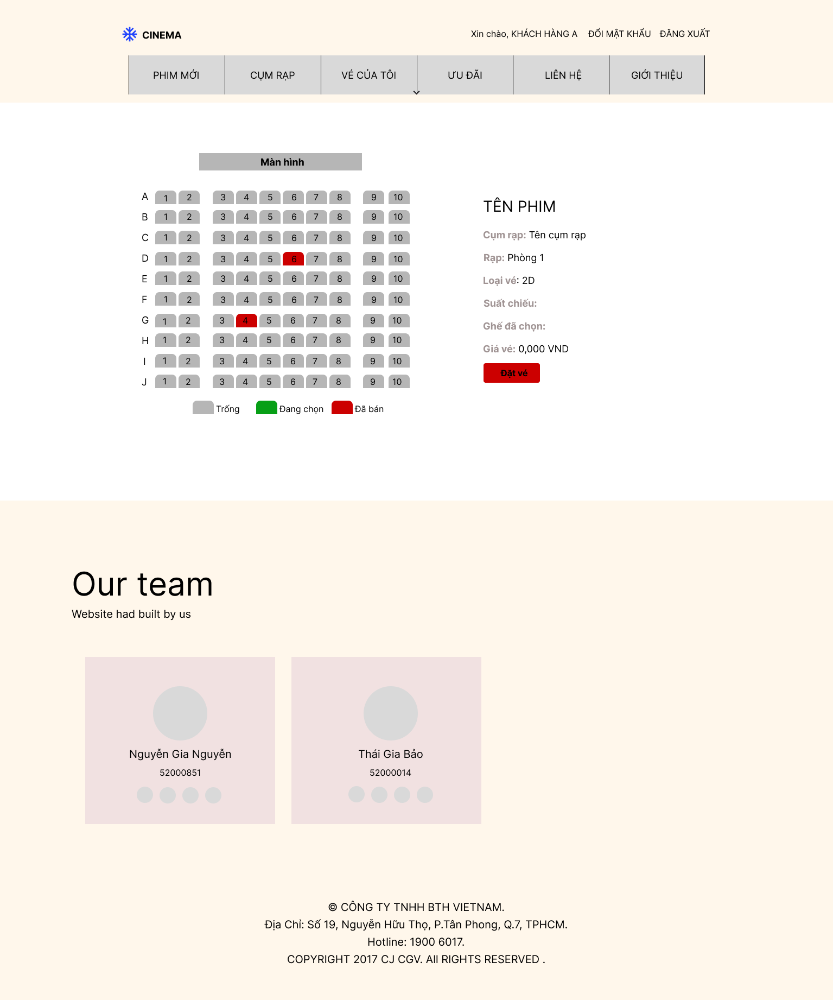 CINEMA
Xin chào, KHÁCH HÀNG A ĐỔI MẬT KHẨU ĐĂNG XUẤT
PHIM MỚI CỤM RẠP VÉ CỦA TÔI ƯU ĐÃI LIÊN HỆ GIỚI THIỆU
Màn hình
A 1 2 3 4 5 6 7 8 9 10
B 1 2 3 4 5 6 7 8 9 10
C 1 2 3 4 5 6 7 8 9 10
D 1 2 3 4 5 6 7 8 9 10
E 1 2 3 4 5 6 7 8 9 10
F 1 2 3 4 5 6 7 8 9 10
G 1 2 3 4 5 6 7 8 9 10
H 1 2 3 4 5 6 7 8 9 10
I 1 2 3 4 5 6 7 8 9 10
J 1 2 3 4 5 6 7 8 9 10
Trống Đang chọn Đã bán
TÊN PHIM
Cụm rạp: Tên cụm rạp
Rạp: Phòng 1
Loại vé: 2D
Suất chiếu:
Ghế đã chọn:
Giá vé: 0,000 VND
Đặt vé
Our team
Website had built by us
Nguyễn Gia Nguyễn
52000851
Thái Gia Bảo
52000014
© CÔNG TY TNHH BTH VIETNAM.
Địa Chỉ: Số 19, Nguyễn Hữu Thọ, P.Tân Phong, Q.7, TPHCM.
Hotline: 1900 6017.
COPYRIGHT 2017 CJ CGV. All RIGHTS RESERVED .